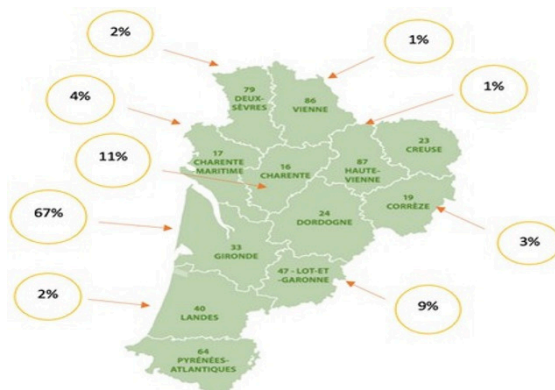 2%
1%
79
DEUX-
SÈVRES
86
VIENNE
4%
1%
17
CHARENTE
MARITIME
11%
16
CHARENTE
87
HAUTE-
VIENNE
23
CREUSE
19
CORRÈZE
67%
24
DORDOGNE
33
GIRONDE
3%
47 - LOT-ET
-GARONNE
2%
40
LANDES
9%
64
PYRÉNÉES-
ATLANTIQUES